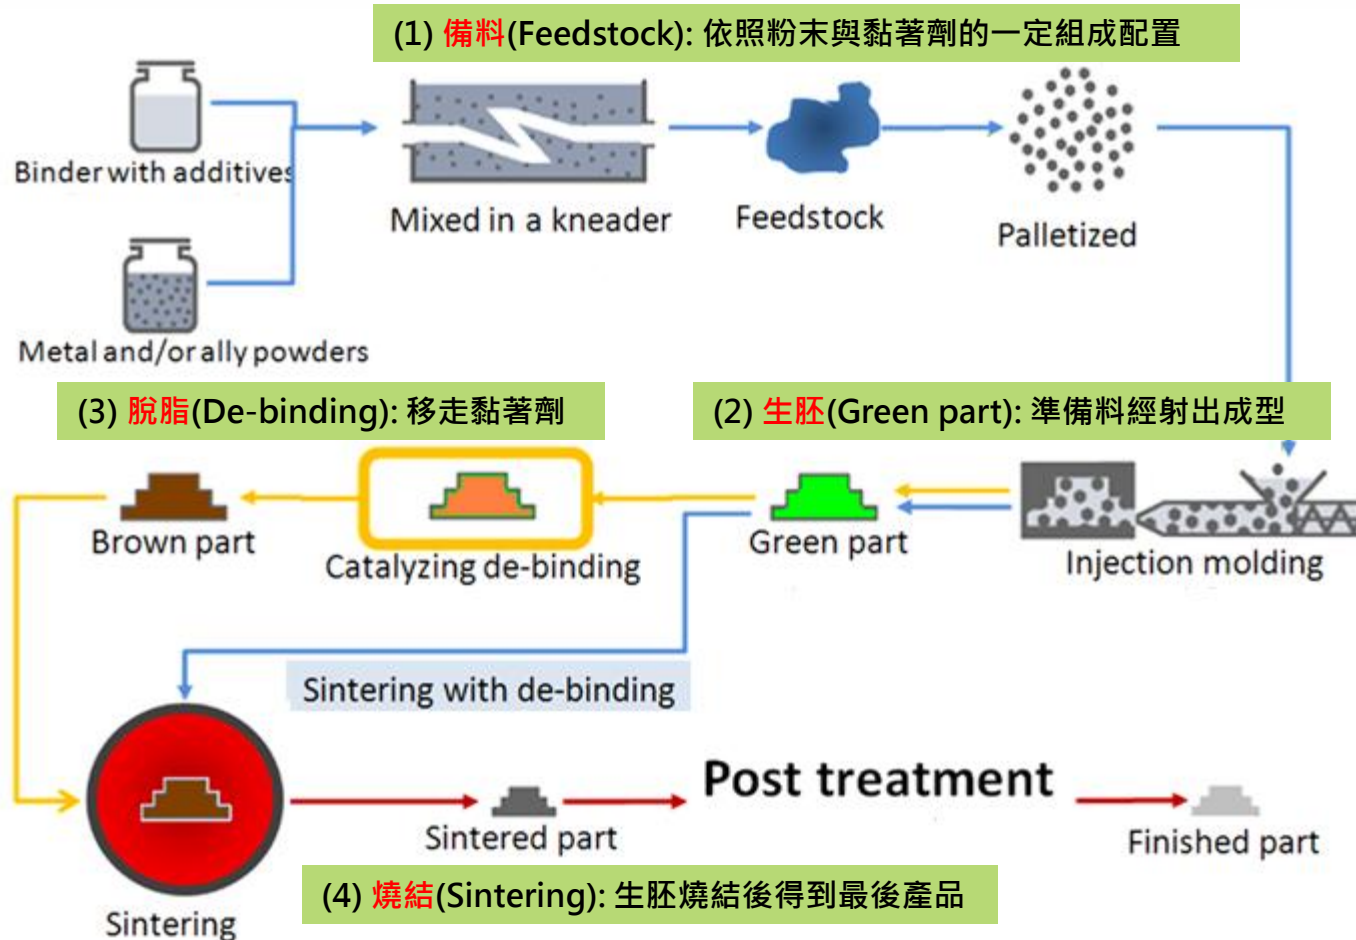 (1) 備料(Feedstock): 依照粉末與黏著劑的一定組成配置
Binder with additives
Mixed in a kneader
Feedstock
Palletized
Metal and/or ally powders
(3) 脫脂(De-binding): 移走黏著劑
(2) 生胚(Green part): 準備料經射出成型
Brown part
Catalyzing de-binding
Green part
Injection molding
Sintering with de-binding
Post treatment
Sintered part
Finished part
(4) 燒結(Sintering): 生胚燒結後得到最後產品
Sintering